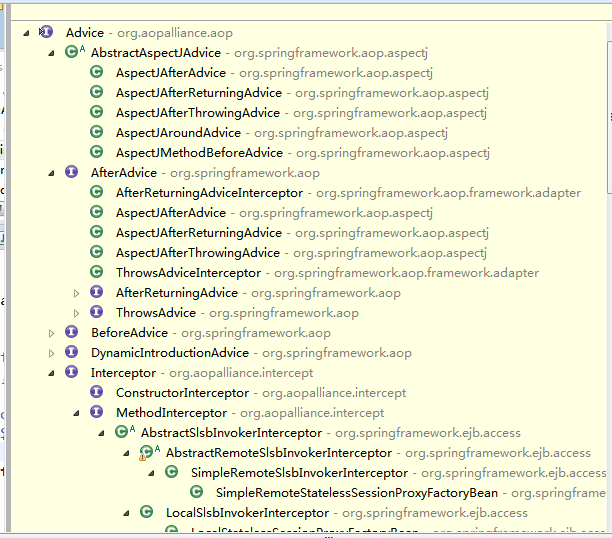 Advice - org.aopalliance.aop
AbstractAspectJAdvice - org.springframework.aop.aspectj
AspectJAfterAdvice - org.springframework.aop.aspectj
AspectJAfterReturningAdvice - org.springframework.aop.aspectj
AspectJAfterThrowingAdvice - org.springframework.aop.aspectj
AspectJAroundAdvice - org.springframework.aop.aspectj
AspectJMethodBeforeAdvice - org.springframework.aop.aspectj
AfterAdvice - org.springframework.aop
AfterReturningAdviceInterceptor - org.springframework.aop.framework.adapter
AspectJAfterAdvice - org.springframework.aop.aspectj
AspectJAfterReturningAdvice - org.springframework.aop.aspectj
AspectJAfterThrowingAdvice - org.springframework.aop.aspectj
ThrowsAdviceInterceptor - org.springframework.aop.framework.adapter
AfterReturningAdvice - org.springframework.aop
ThrowsAdvice - org.springframework.aop
BeforeAdvice - org.springframework.aop
DynamicIntroductionAdvice - org.springframework.aop
Interceptor - org.aopalliance.intercept
ConstructorInterceptor - org.aopalliance.intercept
MethodInterceptor - org.aopalliance.intercept
AbstractSlsbInvokerInterceptor - org.springframework.ejb.access
AbstractRemoteSlsbInvokerInterceptor - org.springframework.ejb.access
SimpleRemoteSlsbInvokerInterceptor - org.springframework.ejb.access
SimpleRemoteStatelessSessionProxyFactoryBean - org.springframe
LocalSlsbInvokerInterceptor - org.springframework.ejb.access
LocalStatelessSessionProxyFactoryBean - org.springframework.ejb.access